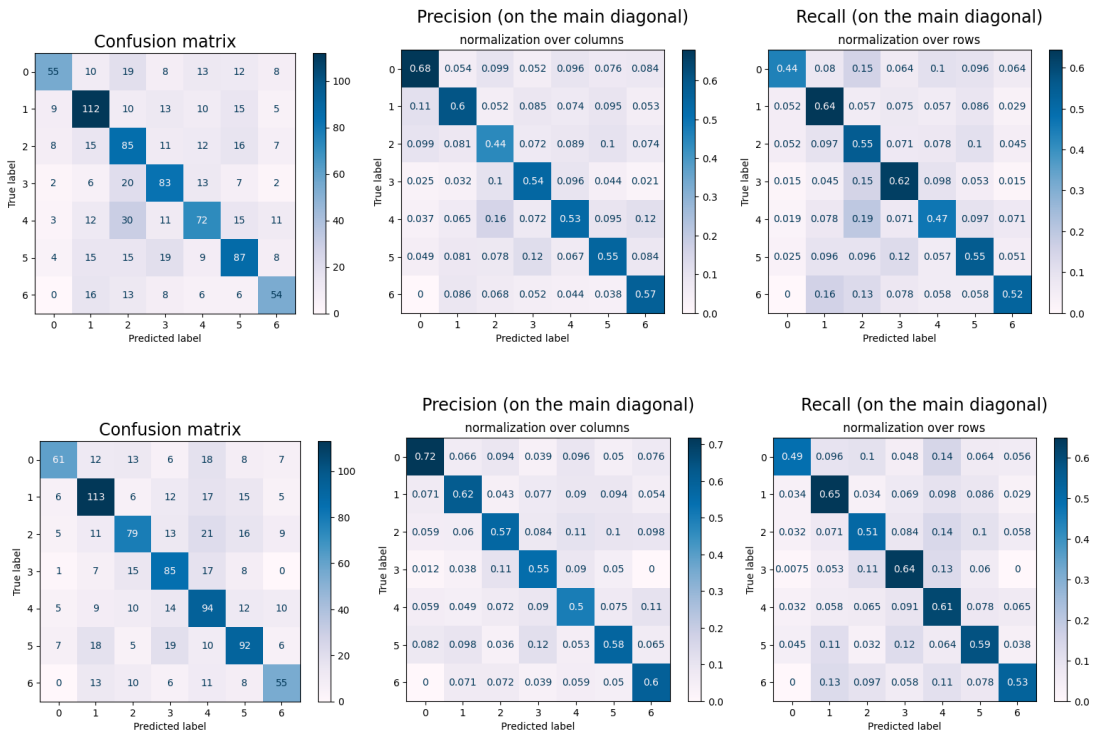 Confusion matrix
Precision (on the main diagonal)
normalization over columns
Recall (on the main diagonal)
normalization over rows
True label
0 55 10 19 8 13 12 8
1 9 112 10 13 10 15 5
2 8 15 85 11 12 16 7
3 2 6 20 83 13 7 2
4 3 12 30 11 72 15 11
5 4 15 15 19 9 87 8
6 0 16 13 8 6 6 54
0 1 2 3 4 5 6
Predicted label
100
80
60
40
20
0
True label
0 0.68 0.054 0.099 0.052 0.096 0.076 0.084
1 0.11 0.6 0.052 0.085 0.074 0.095 0.053
2 0.099 0.081 0.44 0.072 0.089 0.1 0.074
3 0.025 0.032 0.1 0.54 0.096 0.044 0.021
4 0.037 0.065 0.16 0.072 0.53 0.095 0.12
5 0.049 0.081 0.078 0.12 0.067 0.55 0.084
6 0 0.086 0.068 0.052 0.044 0.038 0.57
0 1 2 3 4 5 6
Predicted label
0.6
0.5
0.4
0.3
0.2
0.1
0.0
True label
0 0.44 0.08 0.15 0.064 0.1 0.096 0.064
1 0.052 0.64 0.057 0.075 0.057 0.086 0.029
2 0.052 0.097 0.55 0.071 0.078 0.1 0.045
3 0.015 0.045 0.15 0.62 0.098 0.053 0.015
4 0.019 0.078 0.19 0.071 0.47 0.097 0.071
5 0.025 0.096 0.096 0.12 0.057 0.55 0.051
6 0 0.16 0.13 0.078 0.058 0.058 0.52
0 1 2 3 4 5 6
Predicted label
0.6
0.5
0.4
0.3
0.2
0.1
0.0
Confusion matrix
Precision (on the main diagonal)
normalization over columns
Recall (on the main diagonal)
normalization over rows
True label
0 61 12 13 6 18 8 7
1 6 113 6 12 17 15 5
2 5 11 79 13 21 16 9
3 1 7 15 85 17 8 0
4 5 9 10 14 94 12 10
5 7 18 5 19 10 92 6
6 0 13 10 6 11 8 55
0 1 2 3 4 5 6
Predicted label
100
80
60
40
20
0
True label
0 0.72 0.066 0.094 0.039 0.096 0.05 0.076
1 0.071 0.62 0.043 0.077 0.09 0.094 0.054
2 0.059 0.06 0.57 0.084 0.11 0.1 0.098
3 0.012 0.038 0.11 0.55 0.09 0.05 0
4 0.059 0.049 0.072 0.09 0.5 0.075 0.11
5 0.082 0.098 0.036 0.12 0.053 0.58 0.065
6 0 0.071 0.072 0.039 0.059 0.05 0.6
0 1 2 3 4 5 6
Predicted label
0.7
0.6
0.5
0.4
0.3
0.2
0.1
0.0
True label
0 0.49 0.096 0.1 0.048 0.14 0.064 0.056
1 0.034 0.65 0.034 0.069 0.098 0.086 0.029
2 0.032 0.071 0.51 0.084 0.14 0.1 0.058
3 0.0075 0.053 0.11 0.64 0.13 0.06 0
4 0.032 0.058 0.065 0.091 0.61 0.078 0.065
5 0.045 0.11 0.032 0.12 0.064 0.59 0.038
6 0 0.13 0.097 0.058 0.11 0.078 0.53
0 1 2 3 4 5 6
Predicted label
0.6
0.5
0.4
0.3
0.2
0.1
0.0